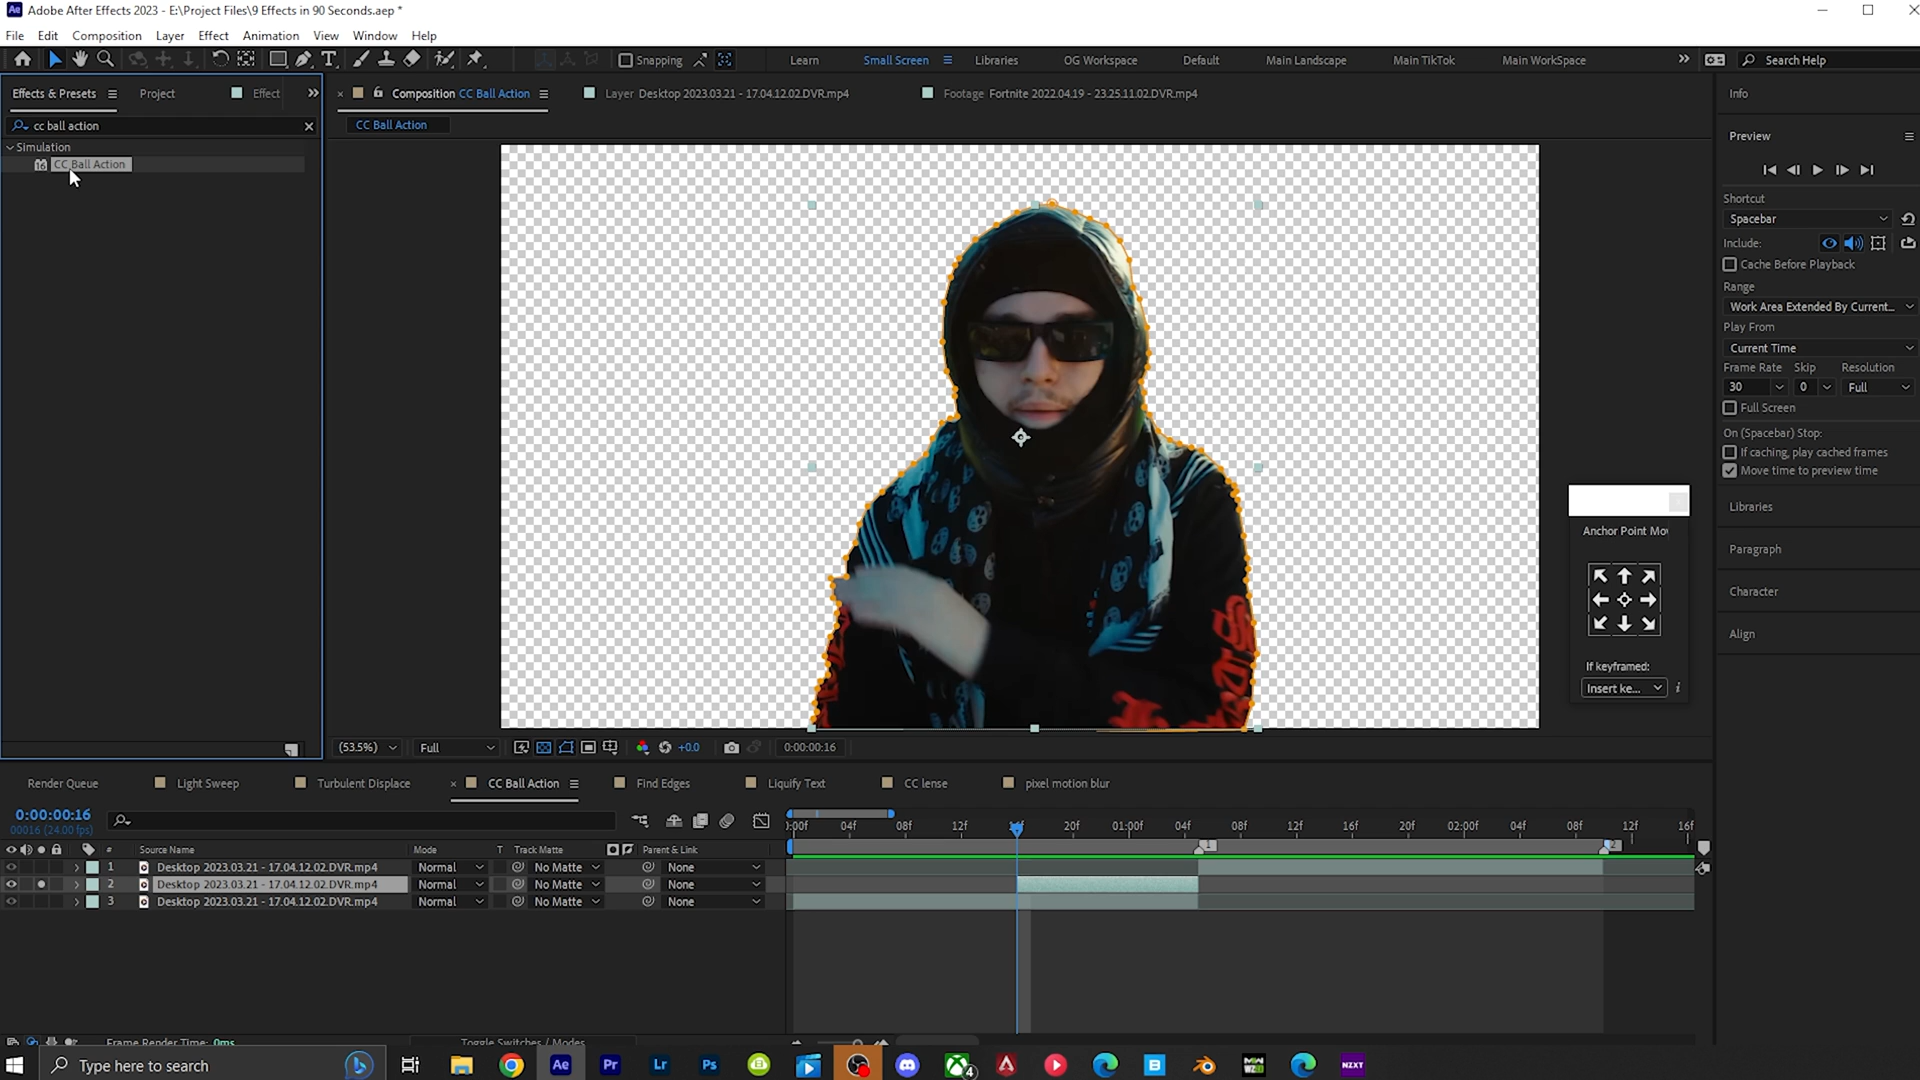 Adobe After Effects 2023 - E:\Project Files\9 Effects in 90 Seconds.aep *
File Edit Composition Layer Effect Animation View Window Help
Snapping Learn Small Screen Libraries OG Workspace Default Main Landscape Main TikTok Main WorkSpace Search Help
Effects & Presets Project Effect
Composition CC Ball Action Layer Desktop 2023.03.21 - 17.04.12.02.DVR.mp4 Footage Fortnite 2022.04.19 - 23.25.11.02.DVR.mp4
Info
cc ball action
CC Ball Action
Simulation
CC Ball Action
Preview
Shortcut
Spacebar
Include:
Cache Before Playback
Range
Work Area Extended By Current...
Play From
Current Time
Frame Rate Skip Resolution
30 0 Full
Full Screen
On (Spacebar) Stop:
If caching, play cached frames
Move time to preview time
Libraries
Paragraph
Character
Align
Anchor Point Mov
If keyframed:
Insert ke...
(53.5%) Full +0.0 0:00:00:16
Render Queue Light Sweep Turbulent Displace CC Ball Action Find Edges Liquify Text CC lense pixel motion blur
0:00:00:16
00016 (24.00 fps)
:00f 04f 08f 12f 16f 20f 01:00f 04f 08f 12f 16f 20f 02:00f 04f 08f 12f 16f
# Source Name Mode T Track Matte Parent & Link
1 2
1 Desktop 2023.03.21 - 17.04.12.02.DVR.mp4 Normal No Matte None
2 Desktop 2023.03.21 - 17.04.12.02.DVR.mp4 Normal No Matte None
3 Desktop 2023.03.21 - 17.04.12.02.DVR.mp4 Normal No Matte None
Frame Render Time: 0ms Toggle Switches / Modes
Type here to search Ae Pr Lr Ps 4 NZXT